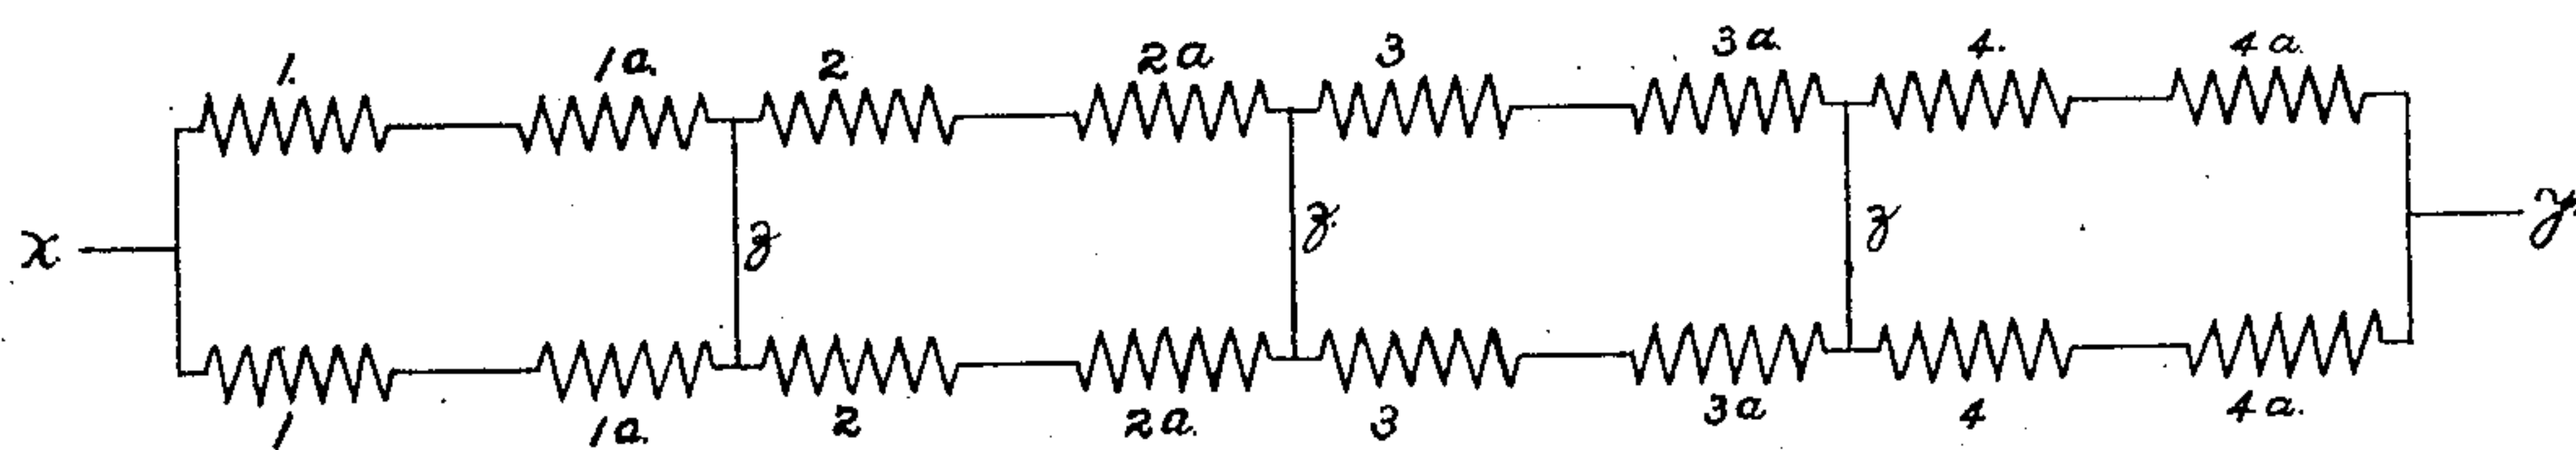 1. 1a. 2 2a 3 3a. 4. 4a.
x z z. z y
1 1a. 2 2a. 3 3a 4 4a.